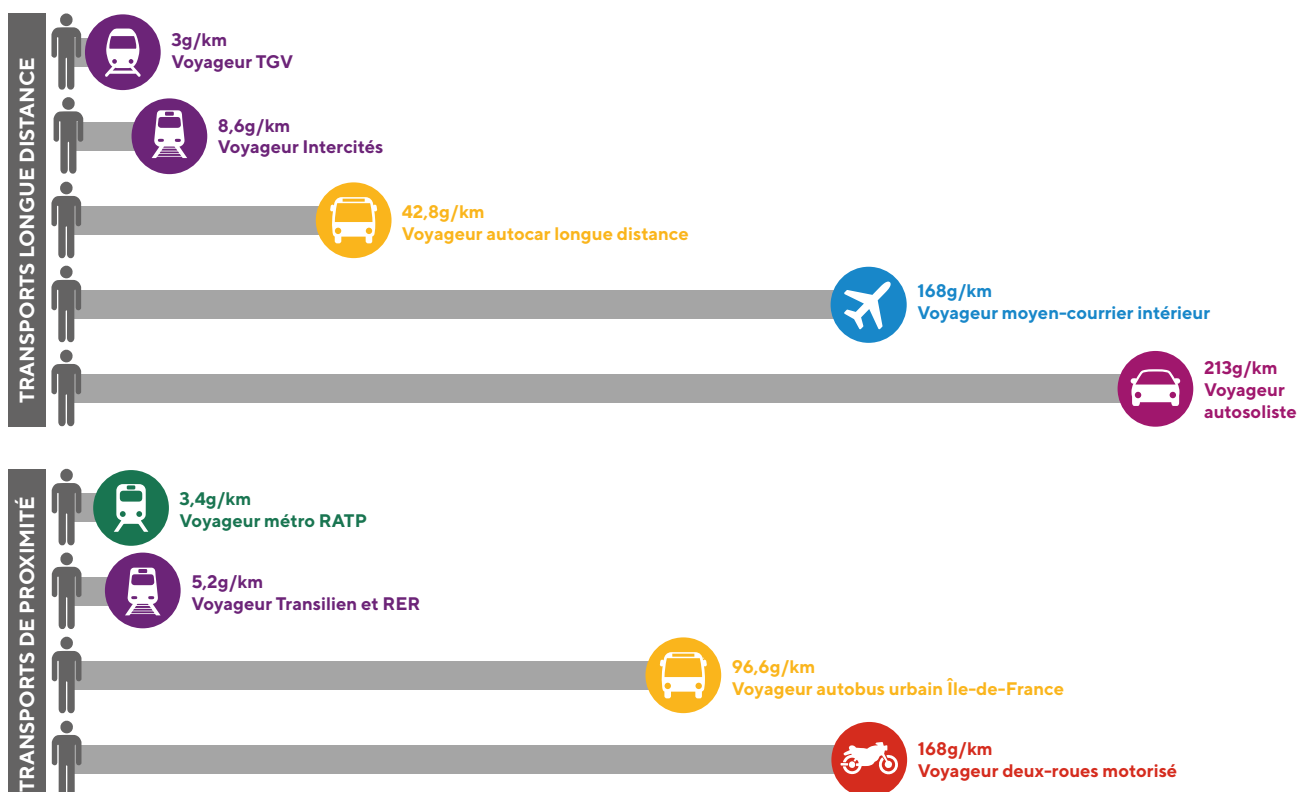 TRANSPORTS LONGUE DISTANCE
3g/km
Voyageur TGV
8,6g/km
Voyageur Intercités
42,8g/km
Voyageur autocar longue distance
168g/km
Voyageur moyen-courrier intérieur
213g/km
Voyageur
autosoliste
TRANSPORTS DE PROXIMITÉ
3,4g/km
Voyageur métro RATP
5,2g/km
Voyageur Transilien et RER
96,6g/km
Voyageur autobus urbain Île-de-France
168g/km
Voyageur deux-roues motorisé